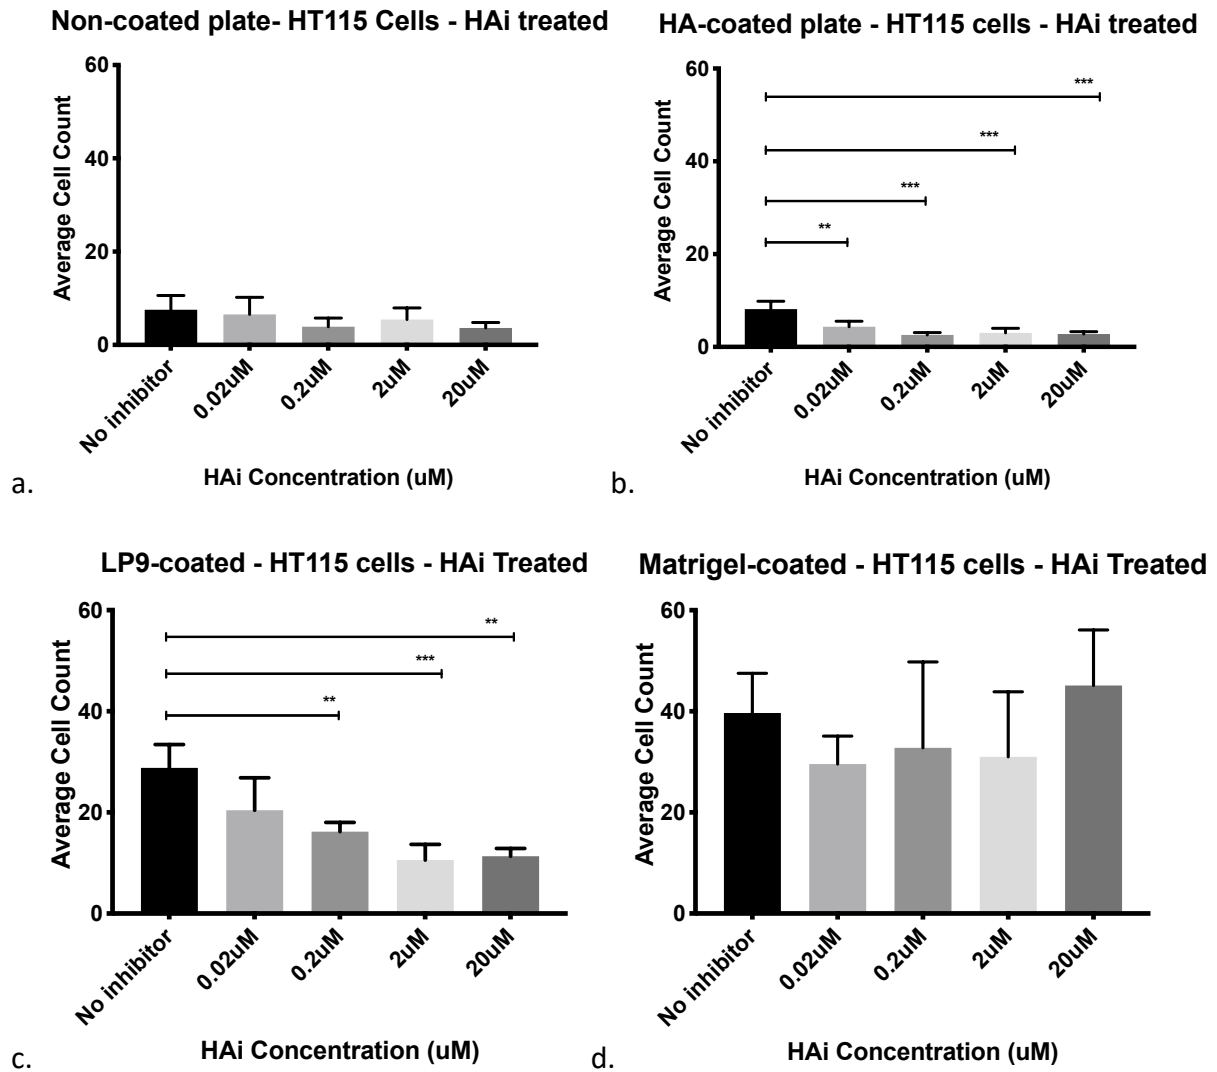 Non-coated plate- HT115 Cells - HAi treated
60
40
20
0
Average Cell Count
No inhibitor
0.02uM
0.2uM
2uM
20uM
HAi Concentration (uM)
a.
HA-coated plate - HT115 cells - HAi treated
60
40
20
0
Average Cell Count
***
***
***
**
No inhibitor
0.02uM
0.2uM
2uM
20uM
HAi Concentration (uM)
b.
LP9-coated - HT115 cells - HAi Treated
60
40
20
0
Average Cell Count
**
***
**
No inhibitor
0.02uM
0.2uM
2uM
20uM
HAi Concentration (uM)
c.
Matrigel-coated - HT115 cells - HAi Treated
60
40
20
0
Average Cell Count
No inhibitor
0.02uM
0.2uM
2uM
20uM
HAi Concentration (uM)
d.